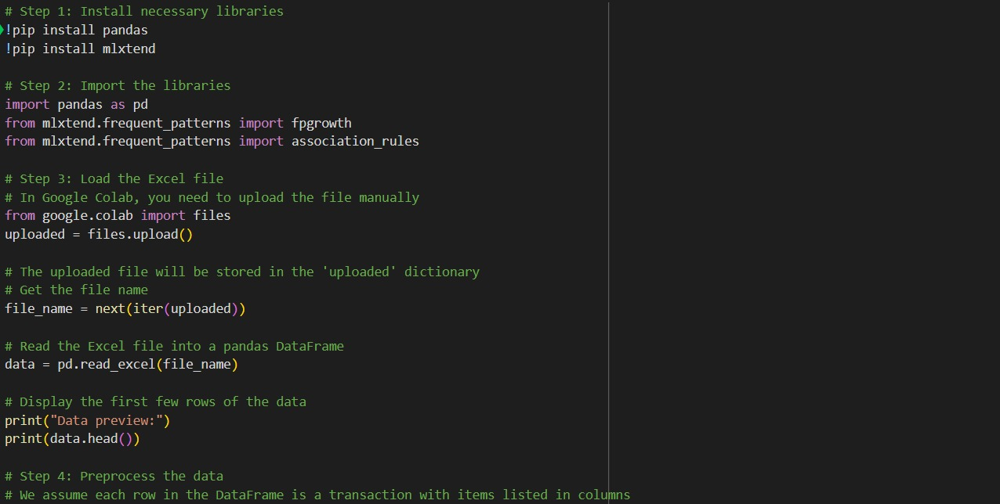 # Step 1: Install necessary libraries
!pip install pandas
!pip install mlxtend
# Step 2: Import the libraries
import pandas as pd
from mlxtend.frequent_patterns import fpgrowth
from mlxtend.frequent_patterns import association_rules
# Step 3: Load the Excel file
# In Google Colab, you need to upload the file manually
from google.colab import files
uploaded = files.upload()
# The uploaded file will be stored in the 'uploaded' dictionary
# Get the file name
file_name = next(iter(uploaded))
# Read the Excel file into a pandas DataFrame
data = pd.read_excel(file_name)
# Display the first few rows of the data
print("Data preview:")
print(data.head())
# Step 4: Preprocess the data
# We assume each row in the DataFrame is a transaction with items listed in columns